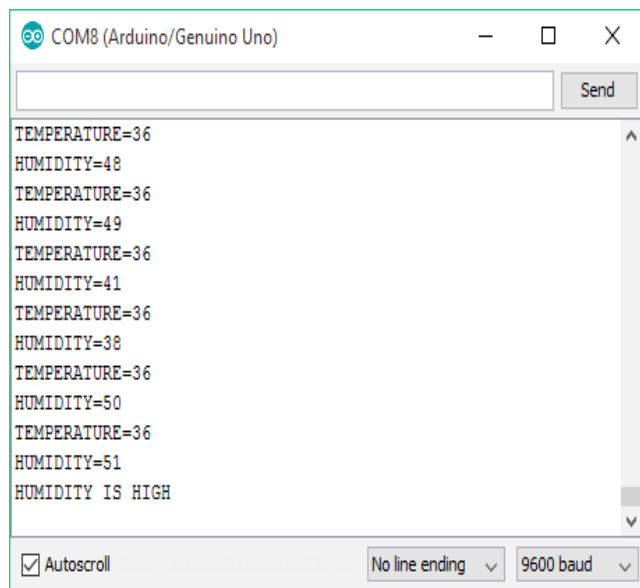 COM8 (Arduino/Genuino Uno)
Send
TEMPERATURE=36
HUMIDITY=48
TEMPERATURE=36
HUMIDITY=49
TEMPERATURE=36
HUMIDITY=41
TEMPERATURE=36
HUMIDITY=38
TEMPERATURE=36
HUMIDITY=50
TEMPERATURE=36
HUMIDITY=51
HUMIDITY IS HIGH
Autoscroll No line ending 9600 baud